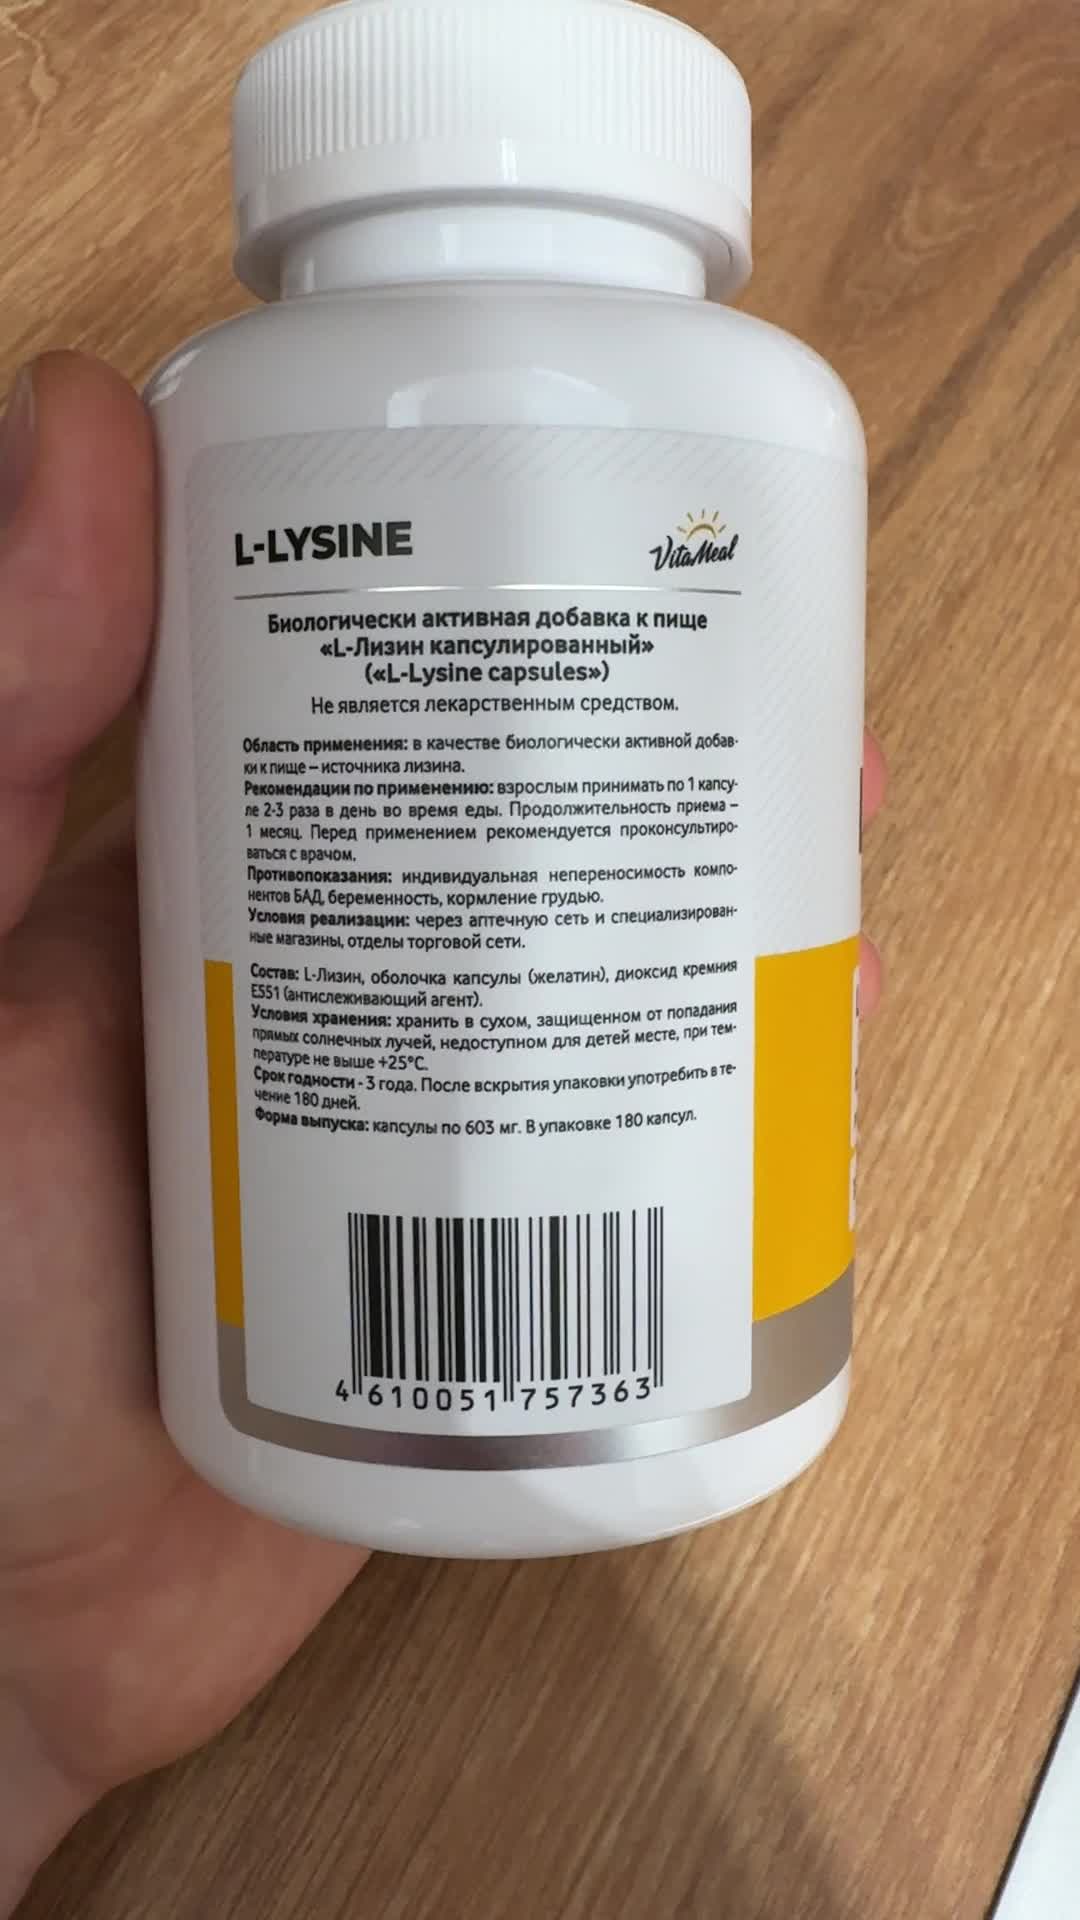 L-LYSINE
VitaMeal
Биологически активная добавка к пище
«L-Лизин капсулированный»
(«L-Lysine capsules»)
Не является лекарственным средством.
Область применения: в качестве биологически активной добав-
ки к пище – источника лизина.
Рекомендации по применению: взрослым принимать по 1 капсу-
ле 2-3 раза в день во время еды. Продолжительность приема –
1 месяц. Перед применением рекомендуется проконсультиро-
ваться с врачом.
Противопоказания: индивидуальная непереносимость компо-
нентов БАД, беременность, кормление грудью.
Условия реализации: через аптечную сеть и специализирован-
ные магазины, отделы торговой сети.
Состав: L-Лизин, оболочка капсулы (желатин), диоксид кремния
E551 (антислеживающий агент).
Условия хранения: хранить в сухом, защищенном от попадания
прямых солнечных лучей, недоступном для детей месте, при тем-
пературе не выше +25°С.
Срок годности - 3 года. После вскрытия упаковки употребить в те-
чение 180 дней.
Форма выпуска: капсулы по 603 мг. В упаковке 180 капсул.
4 610051 757363